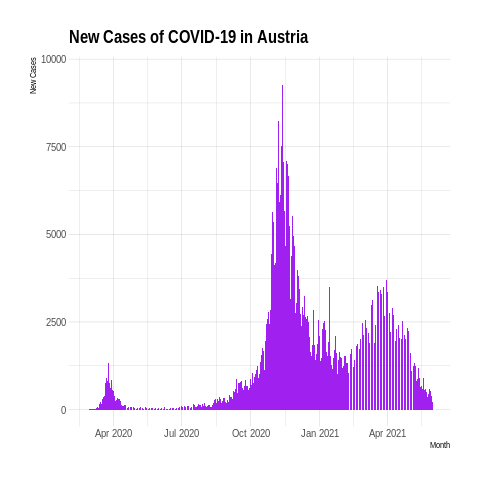 New Cases of COVID-19 in Austria
New Cases
10000
7500
5000
2500
0
Apr 2020 Jul 2020 Oct 2020 Jan 2021 Apr 2021
Month